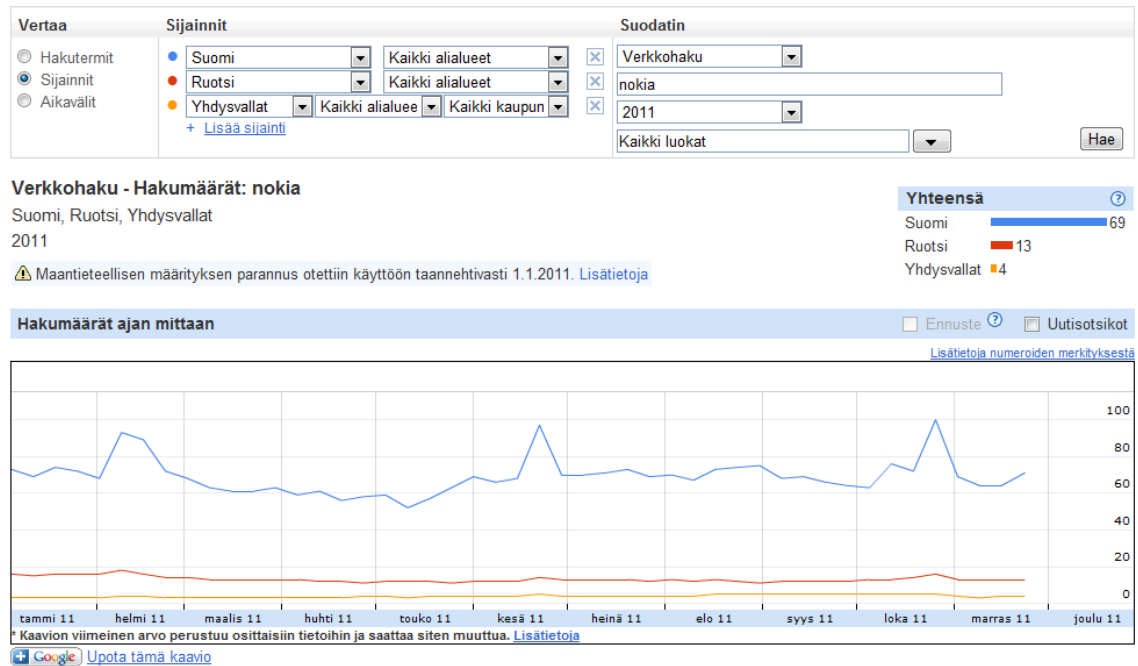 Vertaa Sijainnit Suodatin
Hakutermit Suomi Kaikki alialueet Verkkohaku
Sijainnit Ruotsi Kaikki alialueet nokia
Aikavälit Yhdysvallat Kaikki alialuee Kaikki kaupun 2011
+ Lisää sijainti Kaikki luokat Hae
Verkkohaku - Hakumäärät: nokia
Suomi, Ruotsi, Yhdysvallat
2011
Maantieteellisen määrityksen parannus otettiin käyttöön taannehtivasti 1.1.2011. Lisätietoja
Yhteensä ?
Suomi 69
Ruotsi 13
Yhdysvallat 4
Hakumäärät ajan mittaan Ennuste ? Uutisotsikot
Lisätietoja numeroiden merkityksestä
100
80
60
40
20
0
tammi 11 helmi 11 maalis 11 huhti 11 touko 11 kesä 11 heinä 11 elo 11 syys 11 loka 11 marras 11 joulu 11
* Kaavion viimeinen arvo perustuu osittaisiin tietoihin ja saattaa siten muuttua. Lisätietoja
+ Google Upota tämä kaavio